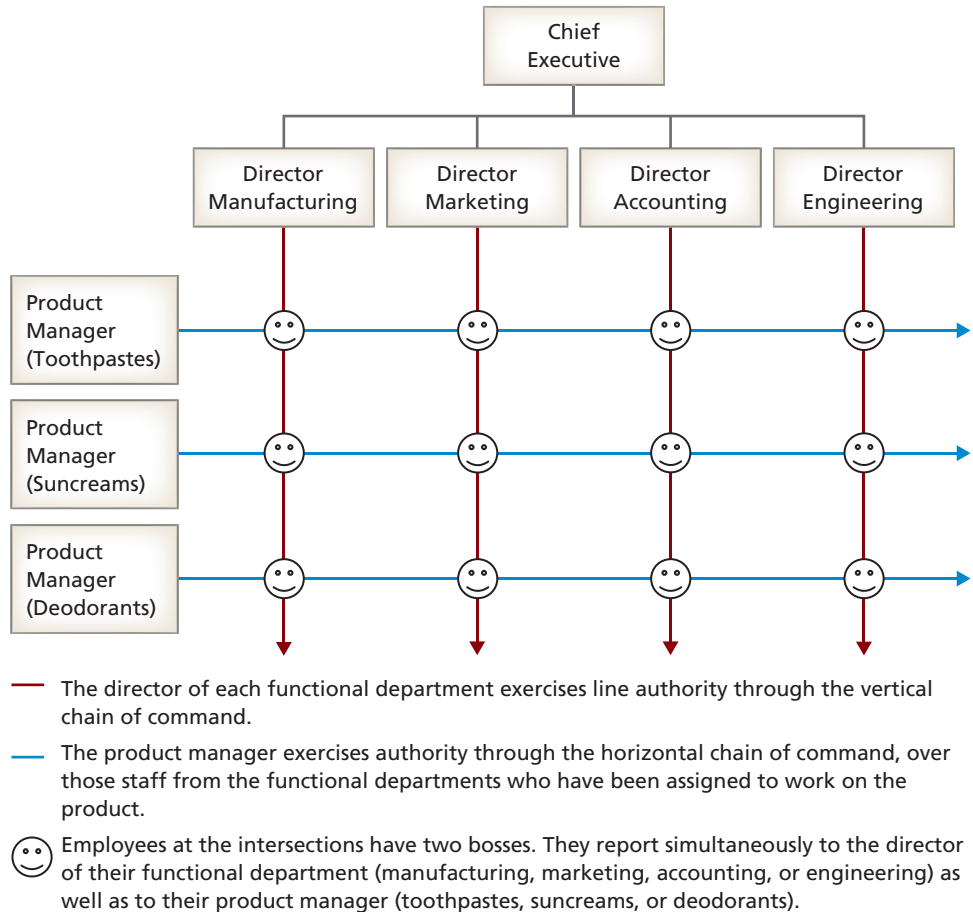 Chief
Executive
Director
Manufacturing
Director
Marketing
Director
Accounting
Director
Engineering
Product
Manager
(Toothpastes)
Product
Manager
(Suncreams)
Product
Manager
(Deodorants)
The director of each functional department exercises line authority through the vertical
chain of command.
The product manager exercises authority through the horizontal chain of command, over
those staff from the functional departments who have been assigned to work on the
product.
Employees at the intersections have two bosses. They report simultaneously to the director
of their functional department (manufacturing, marketing, accounting, or engineering) as
well as to their product manager (toothpastes, suncreams, or deodorants).